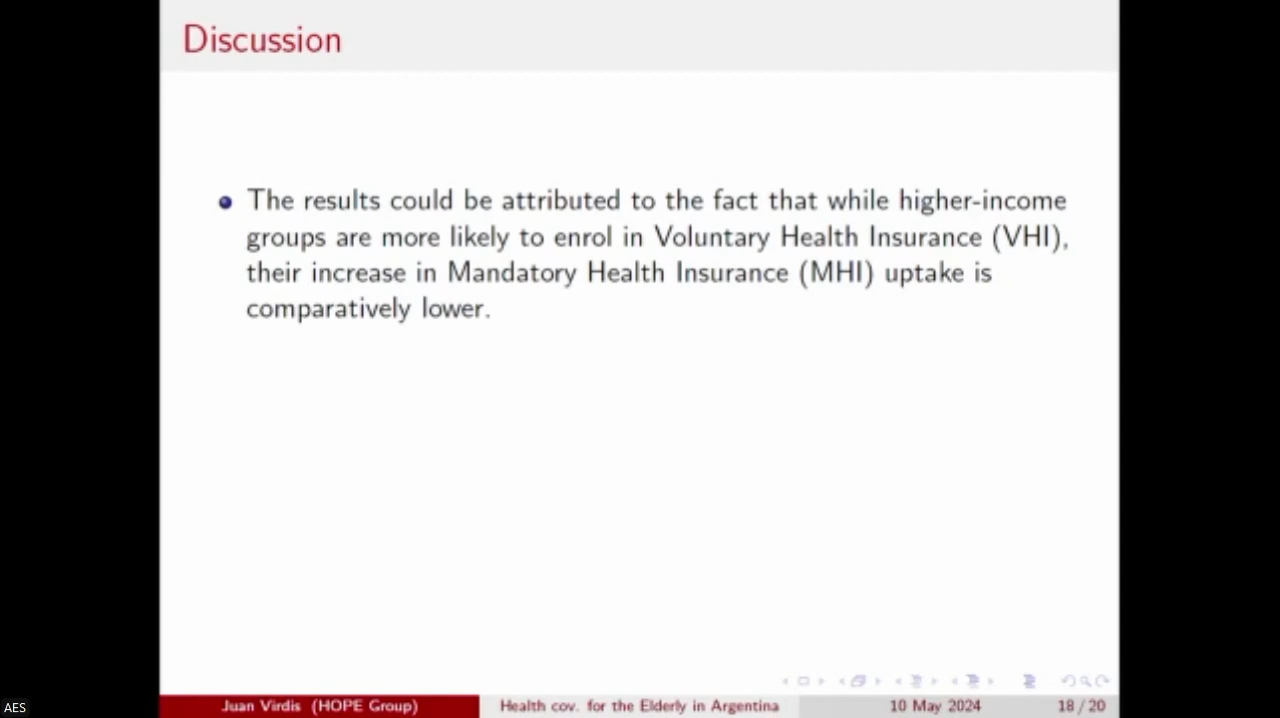 Discussion
The results could be attributed to the fact that while higher-income
groups are more likely to enrol in Voluntary Health Insurance (VHI),
their increase in Mandatory Health Insurance (MHI) uptake is
comparatively lower.
AES
Juan Virdis (HOPE Group)
Health cov. for the Elderly in Argentina
10 May 2024
18 / 20